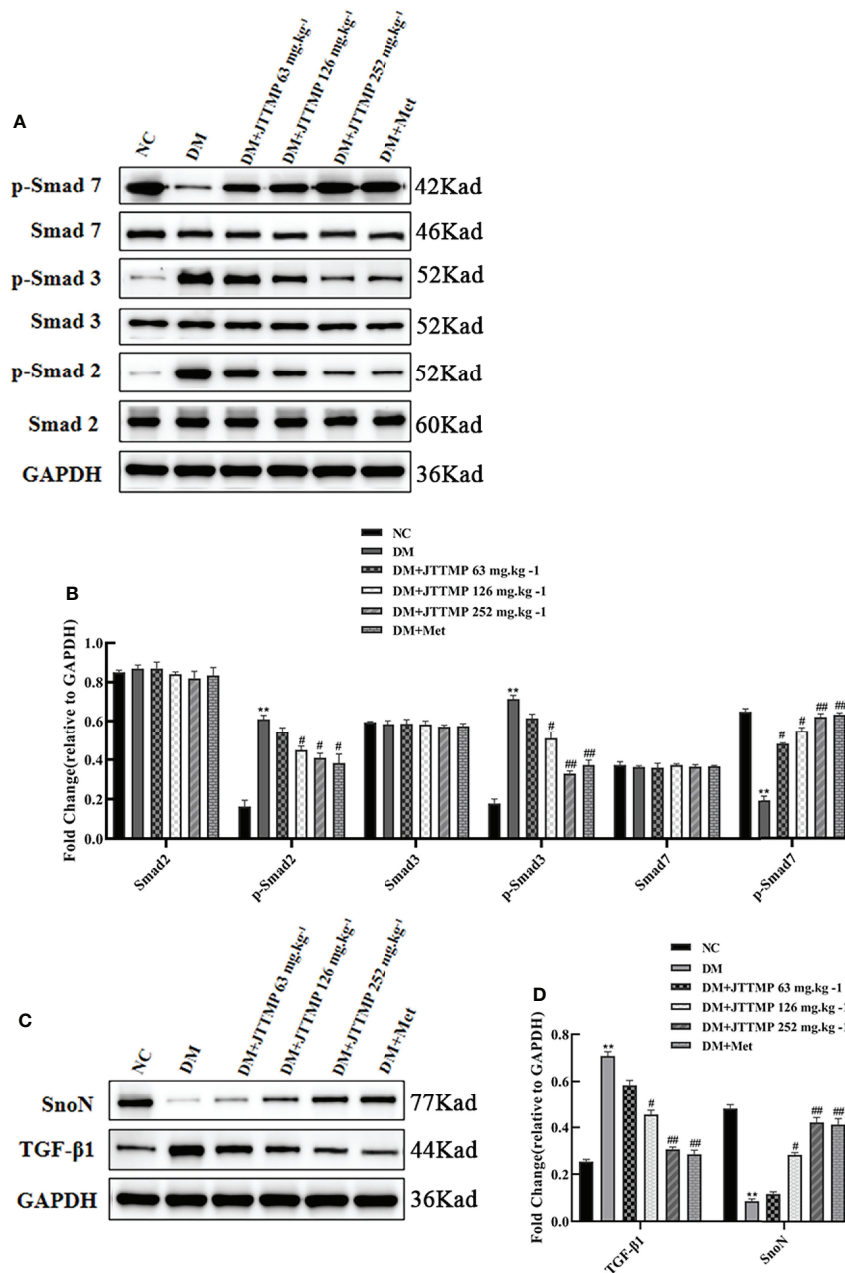 A
NC
DM
DM+JTTMP 63 mg.kg⁻¹
DM+JTTMP 126 mg.kg⁻¹
DM+JTTMP 252 mg.kg⁻¹
DM+Met
p-Smad 7 42Kad
Smad 7 46Kad
p-Smad 3 52Kad
Smad 3 52Kad
p-Smad 2 52Kad
Smad 2 60Kad
GAPDH 36Kad
B
NC
DM
DM+JTTMP 63 mg.kg -1
DM+JTTMP 126 mg.kg -1
DM+JTTMP 252 mg.kg -1
DM+Met
Fold Change(relative to GAPDH)
1.0
0.8
0.6
0.4
0.2
0.0
** # # #
** # ## ##
** # # ## ##
Smad2 p-Smad2 Smad3 p-Smad3 Smad7 p-Smad7
C
NC
DM
DM+JTTMP 63 mg.kg⁻¹
DM+JTTMP 126 mg.kg⁻¹
DM+JTTMP 252 mg.kg⁻¹
DM+Met
SnoN 77Kad
TGF-β1 44Kad
GAPDH 36Kad
D
NC
DM
DM+JTTMP 63 mg.kg -1
DM+JTTMP 126 mg.kg -1
DM+JTTMP 252 mg.kg -1
DM+Met
Fold Change(relative to GAPDH)
0.8
0.6
0.4
0.2
0.0
** # ## ##
** # ## ##
TGF-β1 SnoN